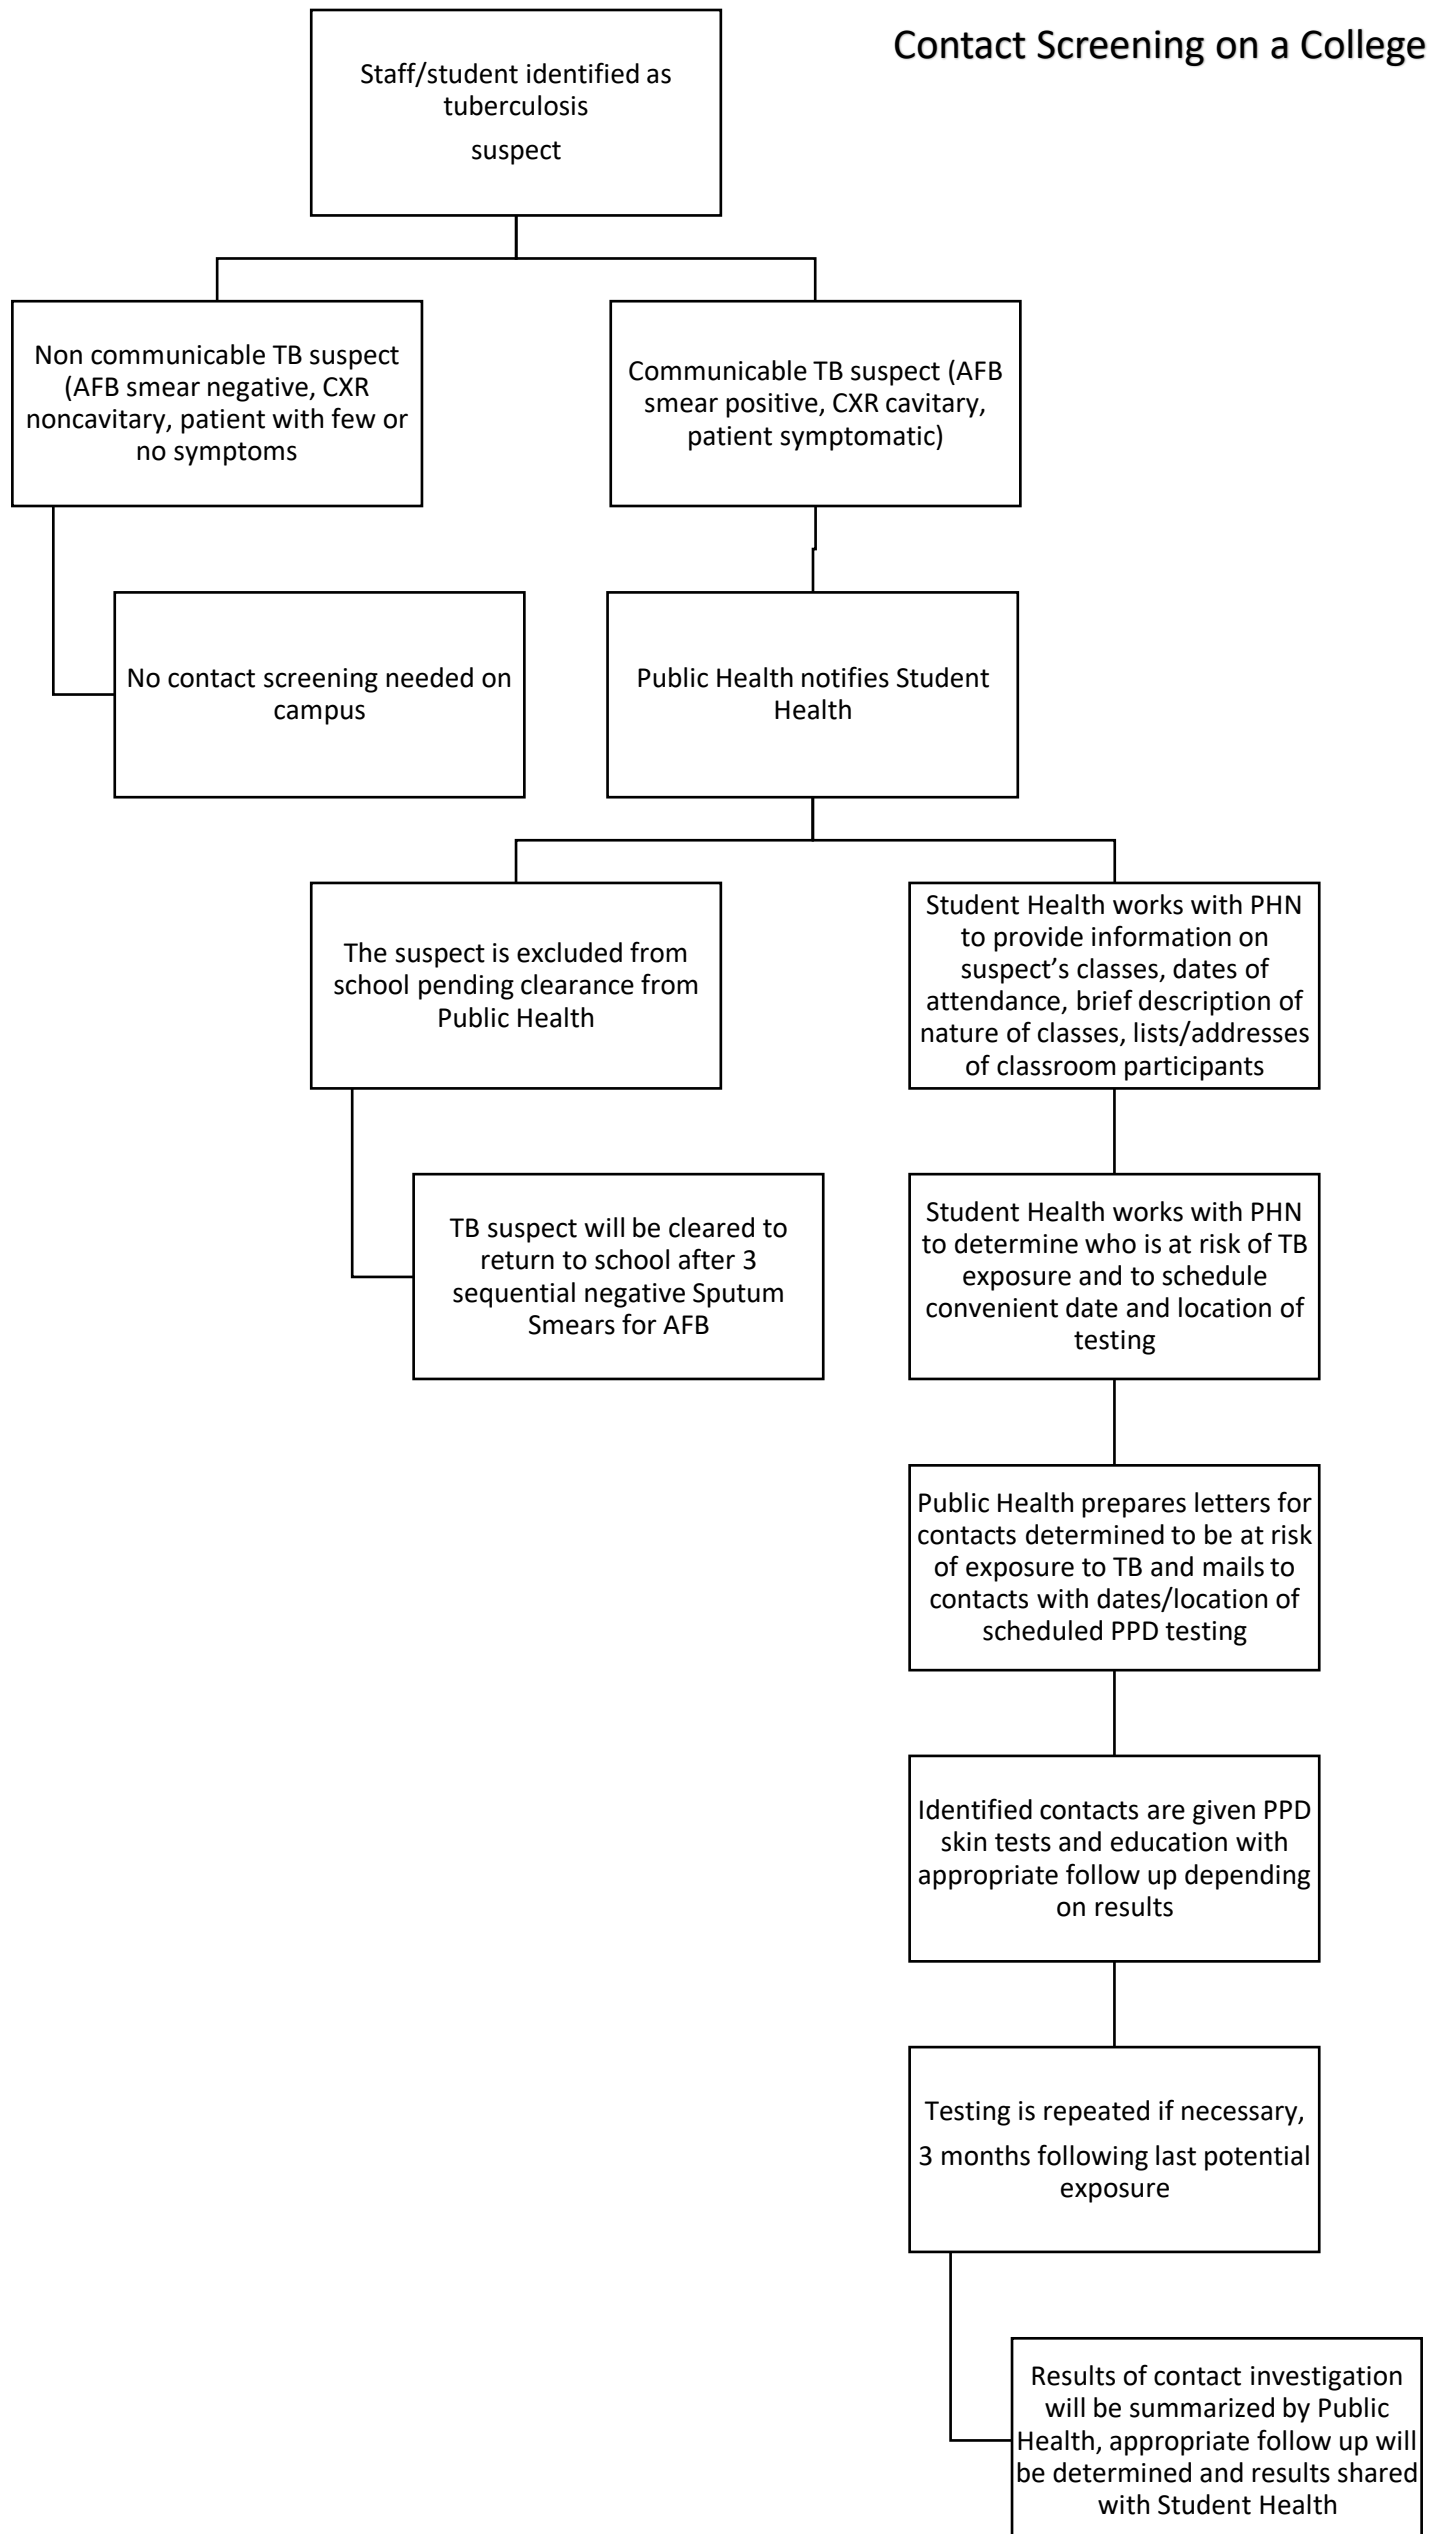 Contact Screening on a College
Staff/student identified as
tuberculosis
suspect
Non communicable TB suspect
(AFB smear negative, CXR
noncavitary, patient with few or
no symptoms
Communicable TB suspect (AFB
smear positive, CXR cavitary,
patient symptomatic)
No contact screening needed on
campus
Public Health notifies Student
Health
The suspect is excluded from
school pending clearance from
Public Health
Student Health works with PHN
to provide information on
suspect’s classes, dates of
attendance, brief description of
nature of classes, lists/addresses
of classroom participants
TB suspect will be cleared to
return to school after 3
sequential negative Sputum
Smears for AFB
Student Health works with PHN
to determine who is at risk of TB
exposure and to schedule
convenient date and location of
testing
Public Health prepares letters for
contacts determined to be at risk
of exposure to TB and mails to
contacts with dates/location of
scheduled PPD testing
Identified contacts are given PPD
skin tests and education with
appropriate follow up depending
on results
Testing is repeated if necessary,
3 months following last potential
exposure
Results of contact investigation
will be summarized by Public
Health, appropriate follow up will
be determined and results shared
with Student Health